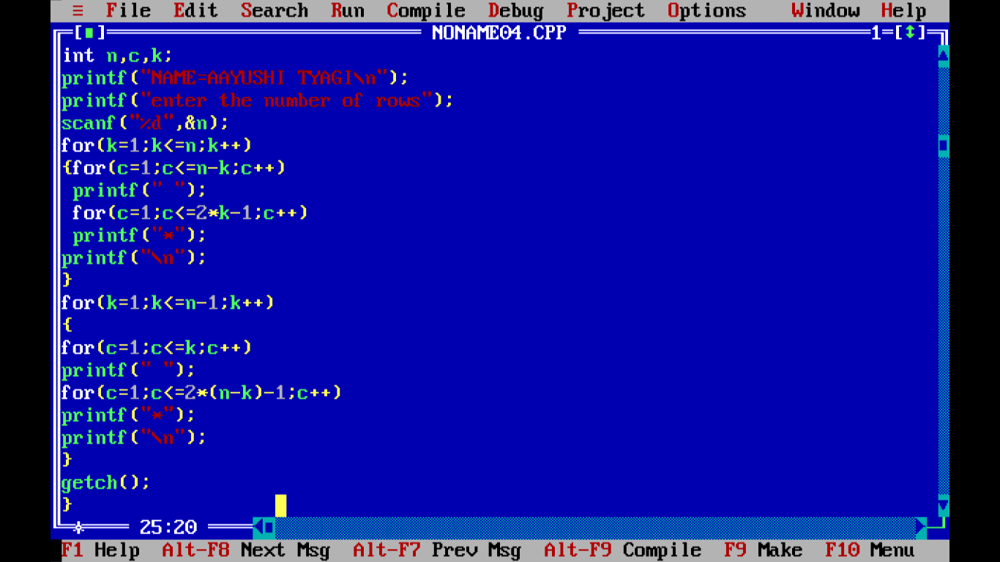 ≡ File Edit Search Run Compile Debug Project Options Window Help
[■] NONAME04.CPP 1=[↕]
int n,c,k;
printf("NAME=AAYUSHI TYAGI\n");
printf("enter the number of rows");
scanf("%d",&n);
for(k=1;k<=n;k++)
{for(c=1;c<=n-k;c++)
 printf(" ");
 for(c=1;c<=2*k-1;c++)
 printf("*");
printf("\n");
}
for(k=1;k<=n-1;k++)
{
for(c=1;c<=k;c++)
printf(" ");
for(c=1;c<=2*(n-k)-1;c++)
printf("*");
printf("\n");
}
getch();
}
25:20
F1 Help Alt-F8 Next Msg Alt-F7 Prev Msg Alt-F9 Compile F9 Make F10 Menu